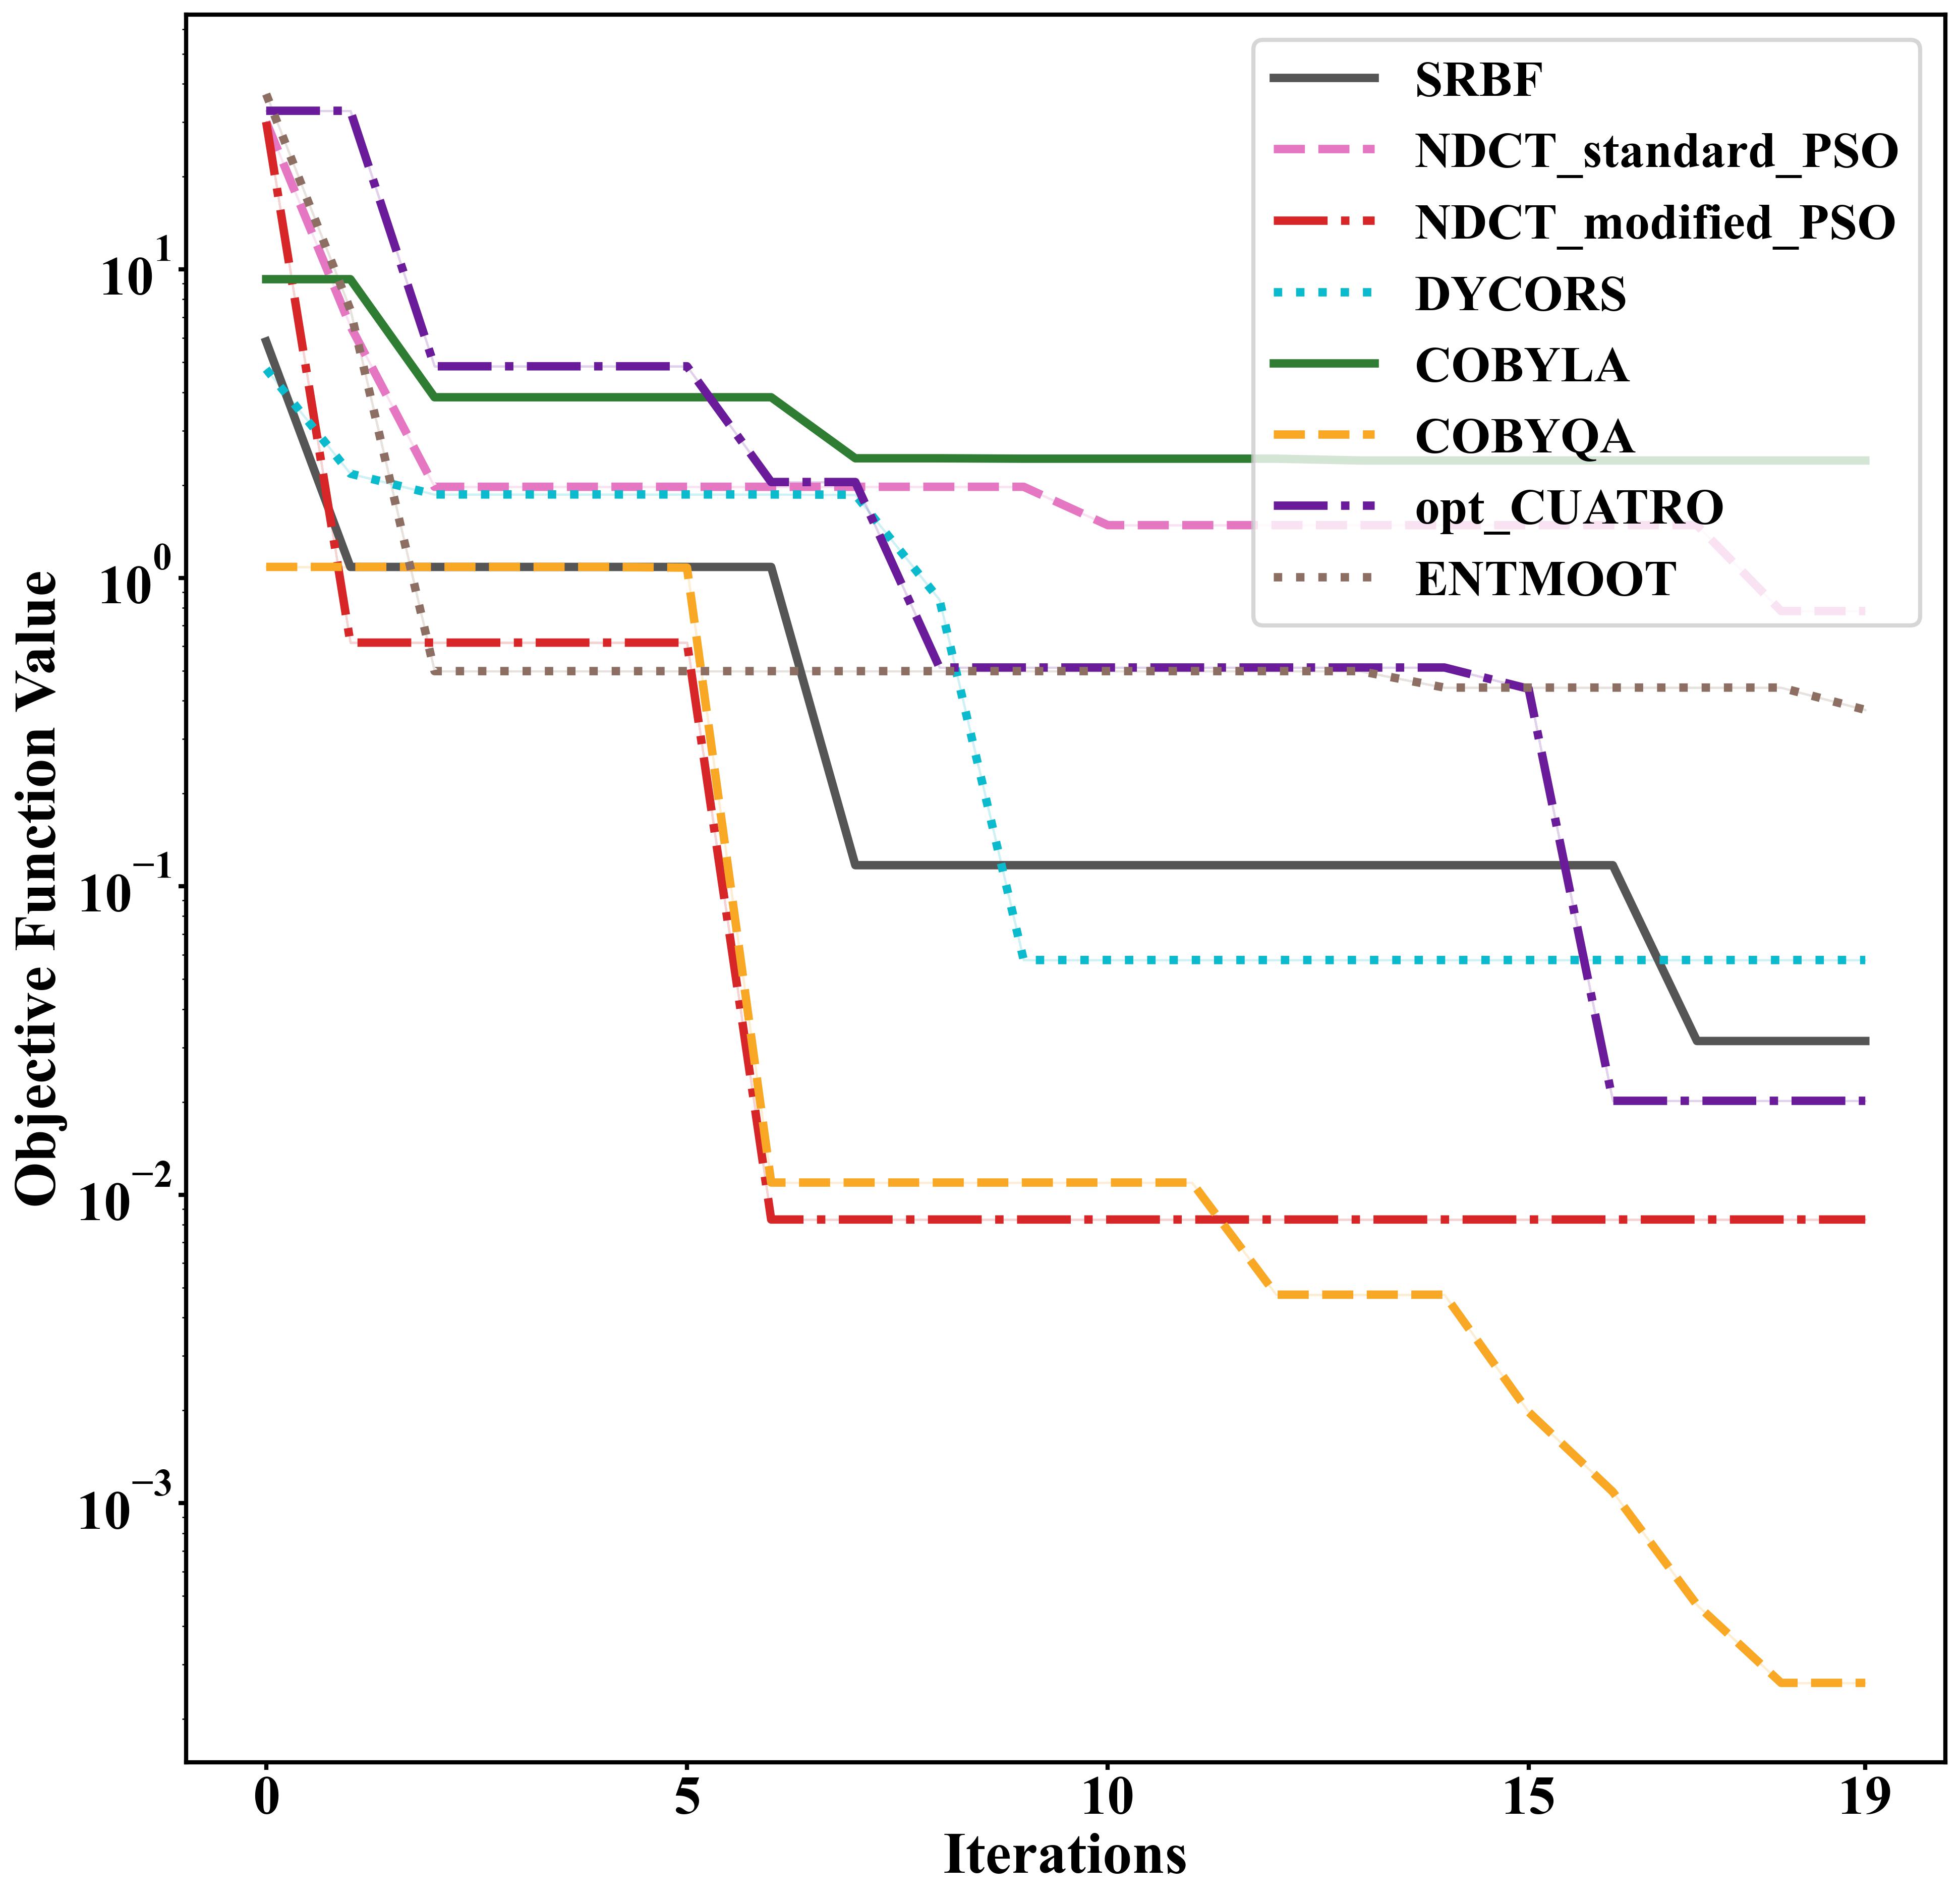 SRBF
NDCT_standard_PSO
NDCT_modified_PSO
DYCORS
COBYLA
COBYQA
opt_CUATRO
ENTMOOT
Objective Function Value
10^1
10^0
10^−1
10^−2
10^−3
0 5 10 15 19
Iterations